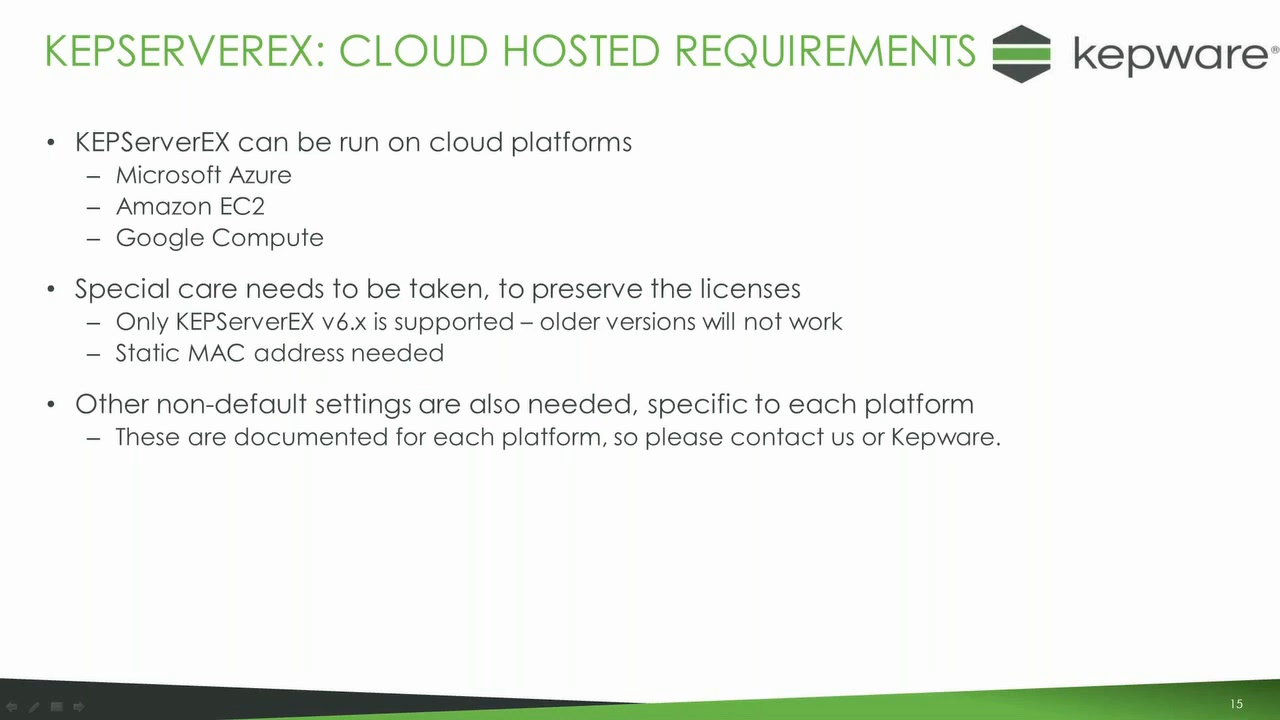 KEPSERVEREX: CLOUD HOSTED REQUIREMENTS
kepware®
• KEPServerEX can be run on cloud platforms
– Microsoft Azure
– Amazon EC2
– Google Compute
• Special care needs to be taken, to preserve the licenses
– Only KEPServerEX v6.x is supported – older versions will not work
– Static MAC address needed
• Other non-default settings are also needed, specific to each platform
– These are documented for each platform, so please contact us or Kepware.
15